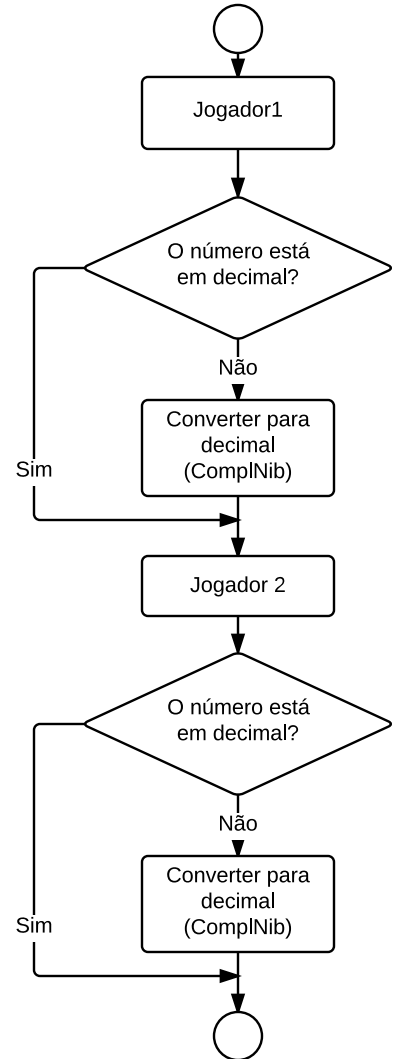 Jogador1
O número está
em decimal?
Não
Converter para
decimal
(ComplNib)
Sim
Jogador 2
O número está
em decimal?
Não
Converter para
decimal
(ComplNib)
Sim